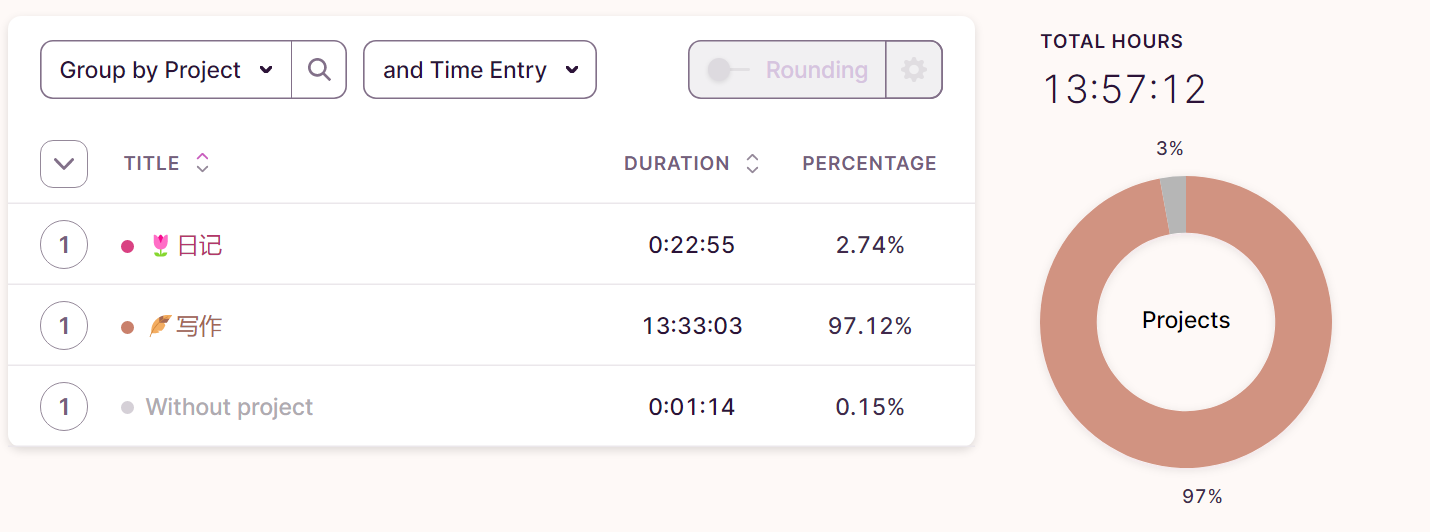 Group by Project
and Time Entry
Rounding
TITLE DURATION PERCENTAGE
1 🌷日记 0:22:55 2.74%
1 🪶写作 13:33:03 97.12%
1 Without project 0:01:14 0.15%
TOTAL HOURS
13:57:12
3%
Projects
97%